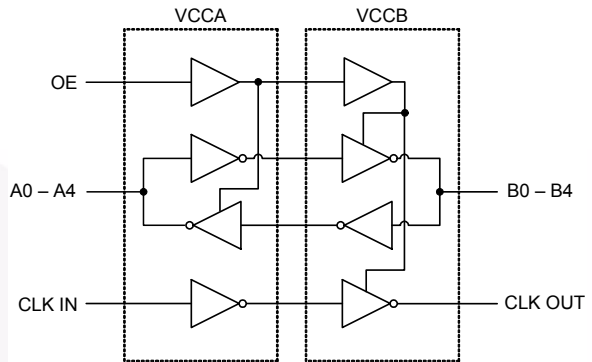 VCCA VCCB
OE
A0 – A4 B0 – B4
CLK IN CLK OUT